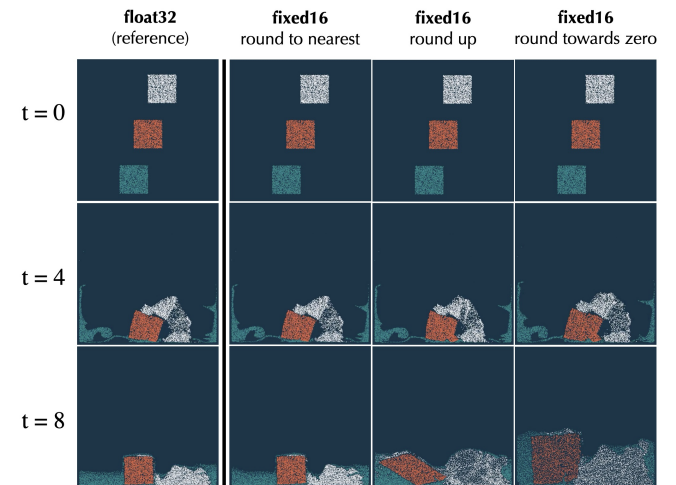 float32
(reference)
fixed16
round to nearest
fixed16
round up
fixed16
round towards zero
t = 0
t = 4
t = 8